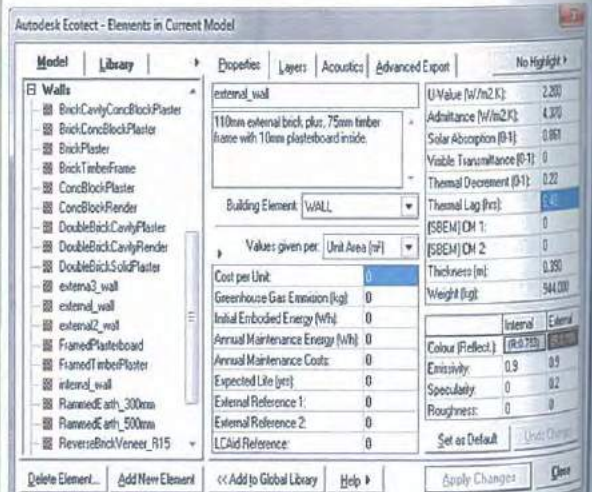 Autodesk Ecotect - Elements in Current Model
Model
Library
Properties
Layers
Acoustics
Advanced Export
No Highlight
Walls
BrickCavityConcBlockPlaster
BrickConcBlockPlaster
BrickPlaster
BrickTimberFrame
ConcBlockPlaster
ConcBlockRender
DoubleBrickCavityPlaster
DoubleBrickCavityRender
DoubleBrickSolidPlaster
externa3_wall
external_wall
external2_wall
FramedPlasterboard
FramedTimberPlaster
internal_wall
RammedEarth_300mm
RammedEarth_500mm
ReverseBrickVeneer_R15
external_wall
110mm external brick plus, 75mm timber
frame with 10mm plasterboard inside.
Building Element: WALL
Values given per: Unit Area (m²)
Cost per Unit: 0
Greenhouse Gas Emmision (kg): 0
Initial Embodied Energy (Wh): 0
Annual Maintenance Energy (Wh): 0
Annual Maintenance Costs: 0
Expected Life (yrs): 0
External Reference 1: 0
External Reference 2: 0
LCAid Reference: 0
U-Value (W/m2.K): 2.200
Admittance (W/m2.K): 4.370
Solar Absorption (0-1): 0.861
Visible Transmittance (0-1): 0
Thermal Decrement (0-1): 0.22
Thermal Lag (hrs):
[SBEM] CM 1: 0
[SBEM] CM 2: 0
Thickness (m): 0.390
Weight (kg): 944.000
Internal External
Colour (Reflect.): (R:0.753)
Emissivity: 0.9 0.9
Specularity: 0 0.2
Roughness: 0 0
Set as Default
Delete Element...
Add New Element
<< Add to Global Library
Help
Apply Changes
Close